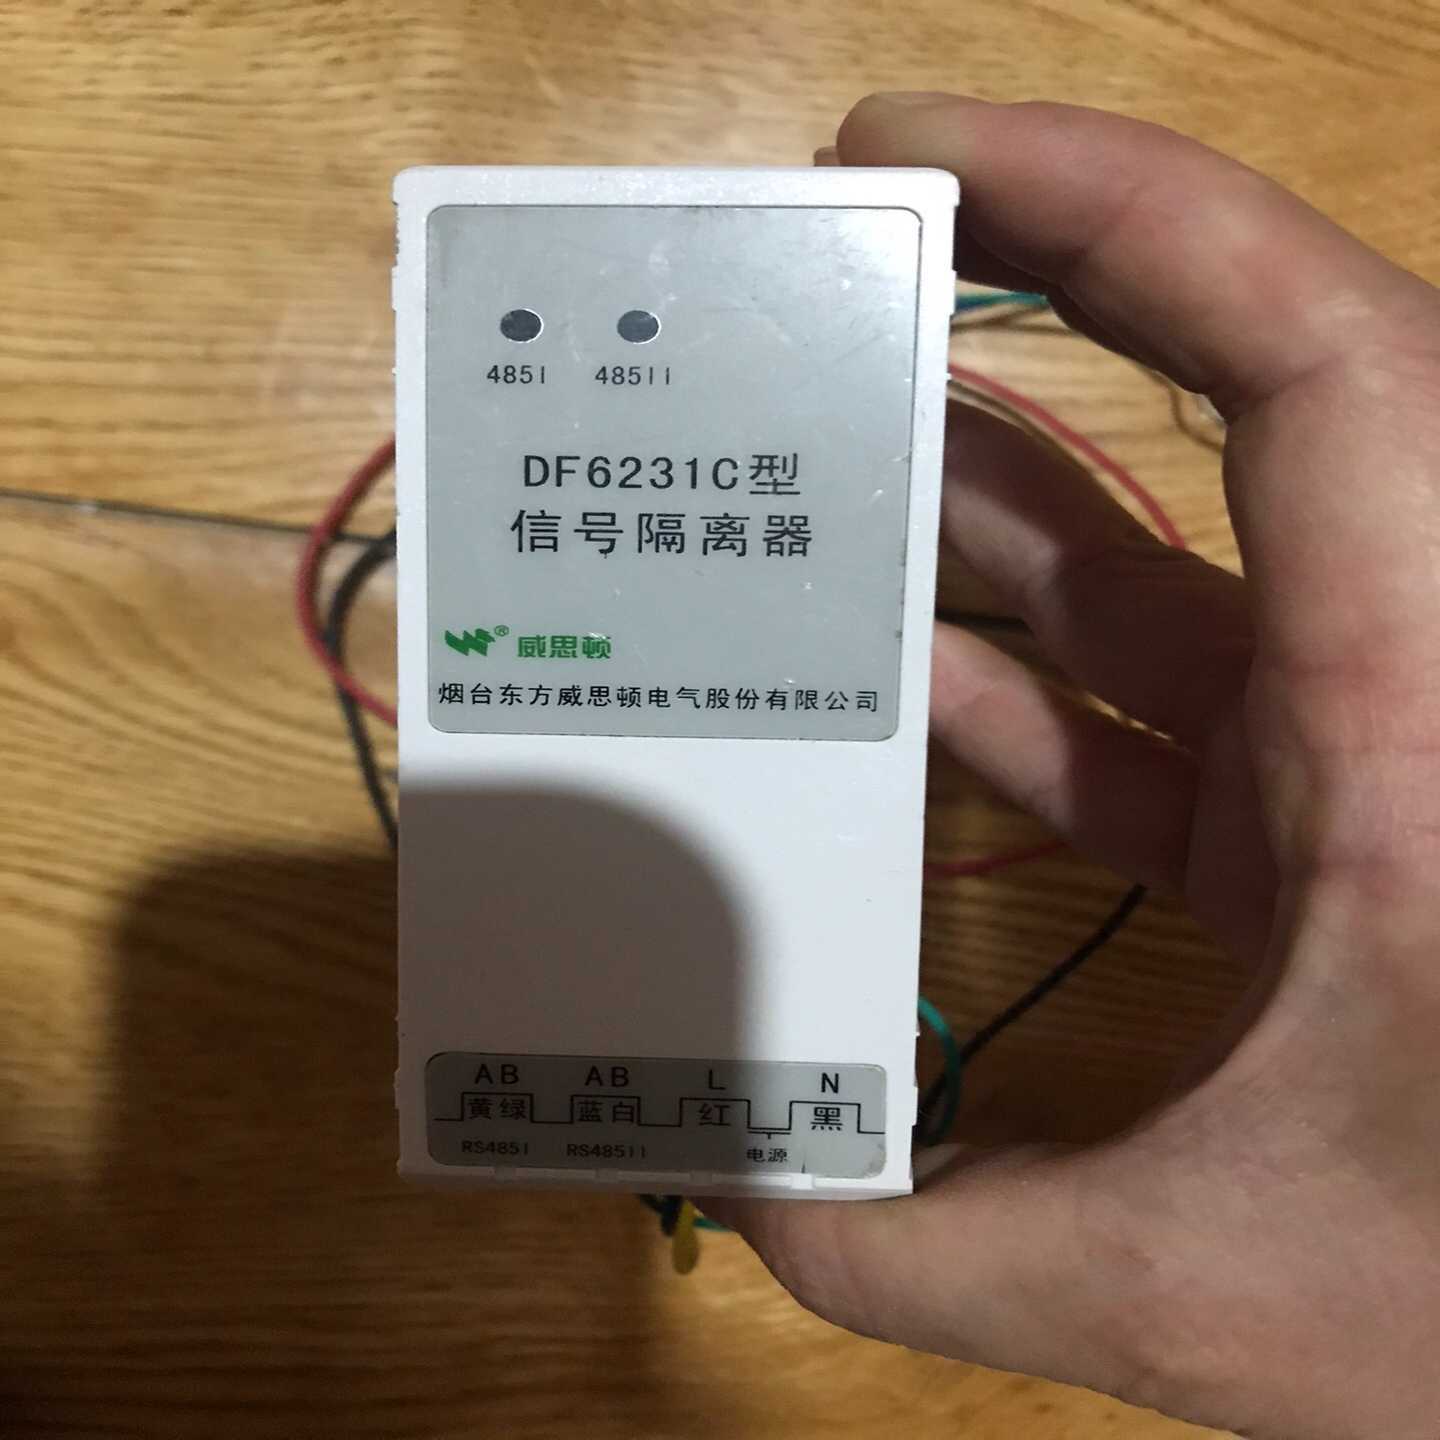 485I 485II
DF6231C型
信号隔离器
® 威思顿
烟台东方威思顿电气股份有限公司
AB AB L N
黄绿 蓝白 红 黑
RS485I RS485II 电源